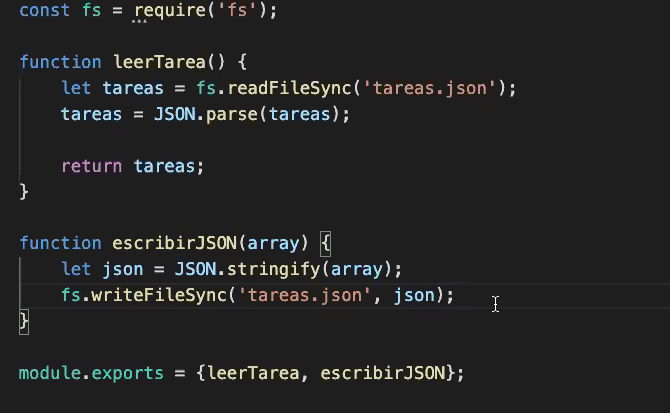 const fs = require('fs');
function leerTarea() {
let tareas = fs.readFileSync('tareas.json');
tareas = JSON.parse(tareas);
return tareas;
}
function escribirJSON(array) {
let json = JSON.stringify(array);
fs.writeFileSync('tareas.json', json);
}
module.exports = {leerTarea, escribirJSON};